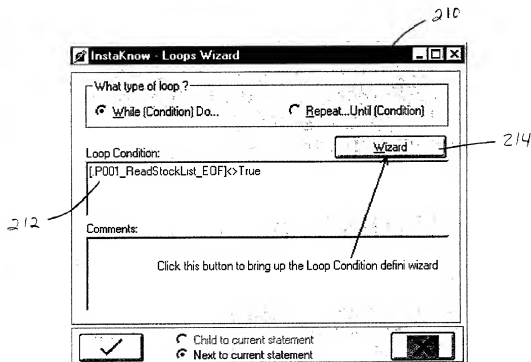 210
InstaKnow - Loops Wizard
What type of loop ?
While (Condition) Do...
Repeat...Until (Condition)
Wizard
214
Loop Condition:
[.P001_ReadStockList_EOF]<>True
212
Comments:
Click this button to bring up the Loop Condition defini wizard
Child to current statement
Next to current statement